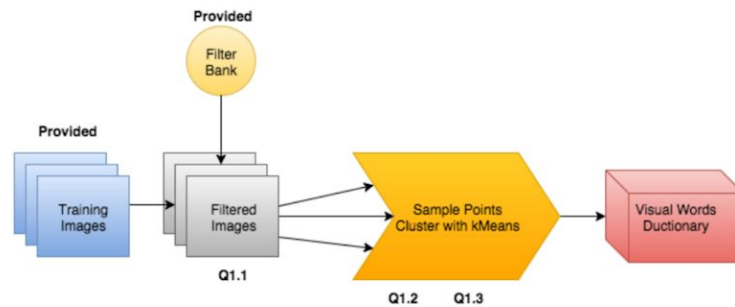 Provided
Filter
Bank
Provided
Training
Images
Filtered
Images
Sample Points
Cluster with kMeans
Visual Words
Ductionary
Q1.1
Q1.2
Q1.3